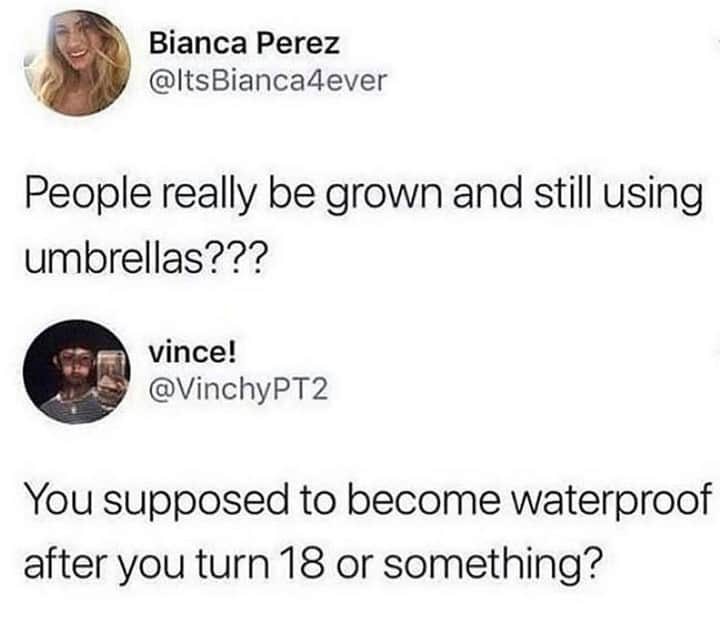 Bianca Perez
@ItsBianca4ever
People really be grown and still using
umbrellas???
vince!
@VinchyPT2
You supposed to become waterproof
after you turn 18 or something?